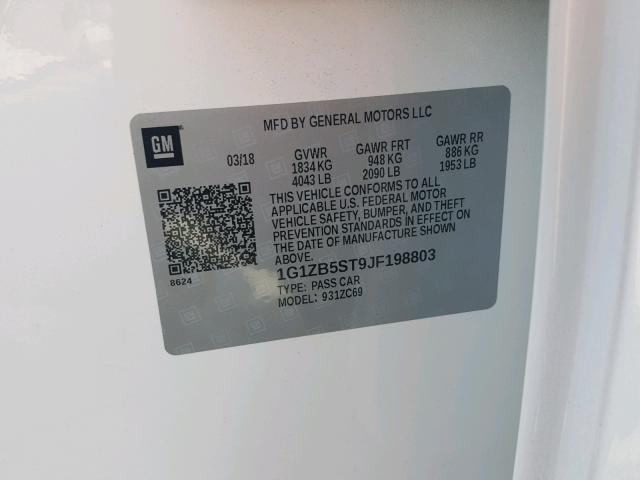 MFD BY GENERAL MOTORS LLC
GM
03/18 GVWR GAWR FRT GAWR RR
1834 KG 948 KG 886 KG
4043 LB 2090 LB 1953 LB
THIS VEHICLE CONFORMS TO ALL
APPLICABLE U.S. FEDERAL MOTOR
VEHICLE SAFETY, BUMPER, AND THEFT
PREVENTION STANDARDS IN EFFECT ON
THE DATE OF MANUFACTURE SHOWN
ABOVE.
1G1ZB5ST9JF198803
8624
TYPE: PASS CAR
MODEL: 931ZC69